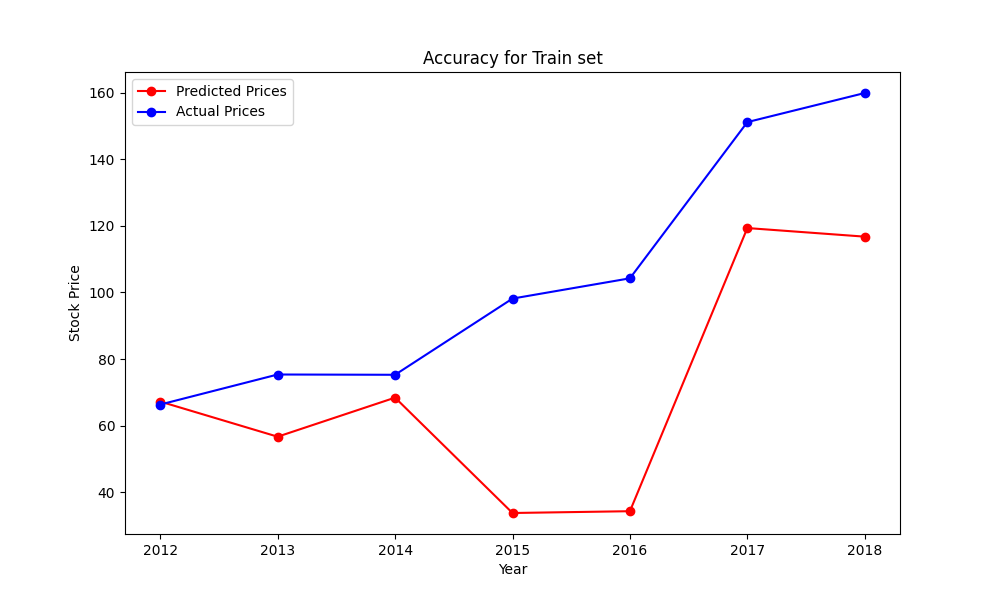 Accuracy for Train set
Predicted Prices
Actual Prices
160
140
120
100
80
60
40
Stock Price
2012 2013 2014 2015 2016 2017 2018
Year